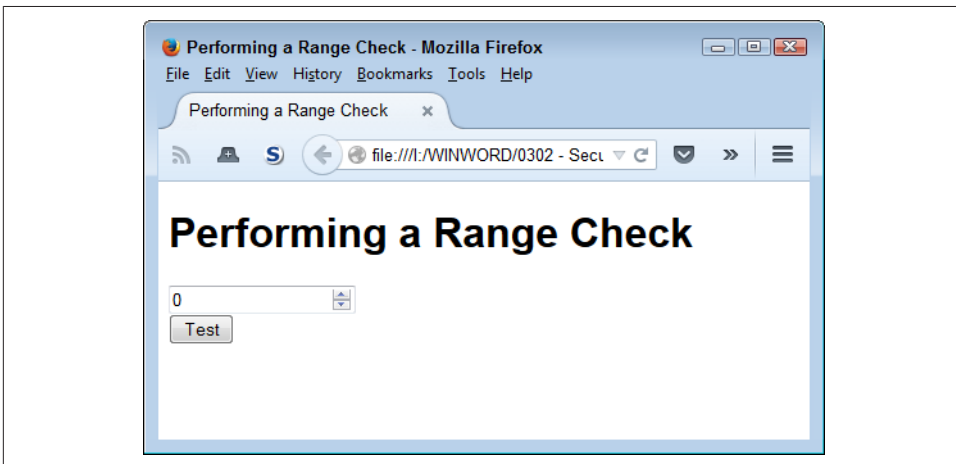 Performing a Range Check - Mozilla Firefox
File Edit View History Bookmarks Tools Help
Performing a Range Check
S file:///I:/WINWORD/0302 - Secu
Performing a Range Check
0
Test